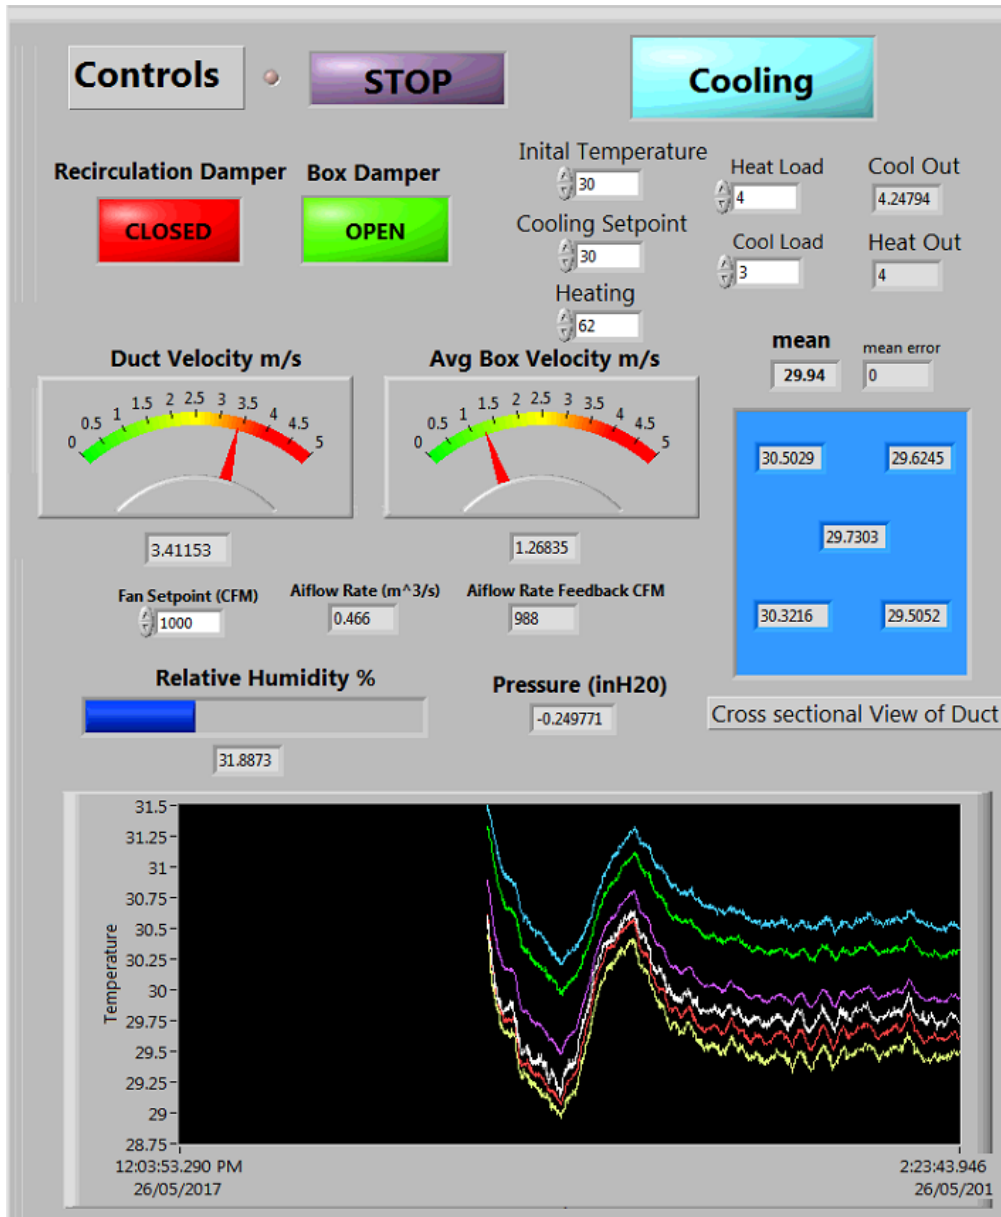 Controls
STOP
Cooling
Recirculation Damper
Box Damper
CLOSED
OPEN
Inital Temperature
30
Cooling Setpoint
30
Heating
62
Heat Load
4
Cool Load
3
Cool Out
4.24794
Heat Out
4
Duct Velocity m/s
0 0.5 1 1.5 2 2.5 3 3.5 4 4.5 5
3.41153
Avg Box Velocity m/s
0 0.5 1 1.5 2 2.5 3 3.5 4 4.5 5
1.26835
mean
29.94
mean error
0
30.5029
29.6245
29.7303
30.3216
29.5052
Cross sectional View of Duct
Fan Setpoint (CFM)
1000
Aiflow Rate (m^3/s)
0.466
Aiflow Rate Feedback CFM
988
Relative Humidity %
31.8873
Pressure (inH20)
-0.249771
Temperature
31.5
31.25
31
30.75
30.5
30.25
30
29.75
29.5
29.25
29
28.75
12:03:53.290 PM
26/05/2017
2:23:43.946
26/05/201